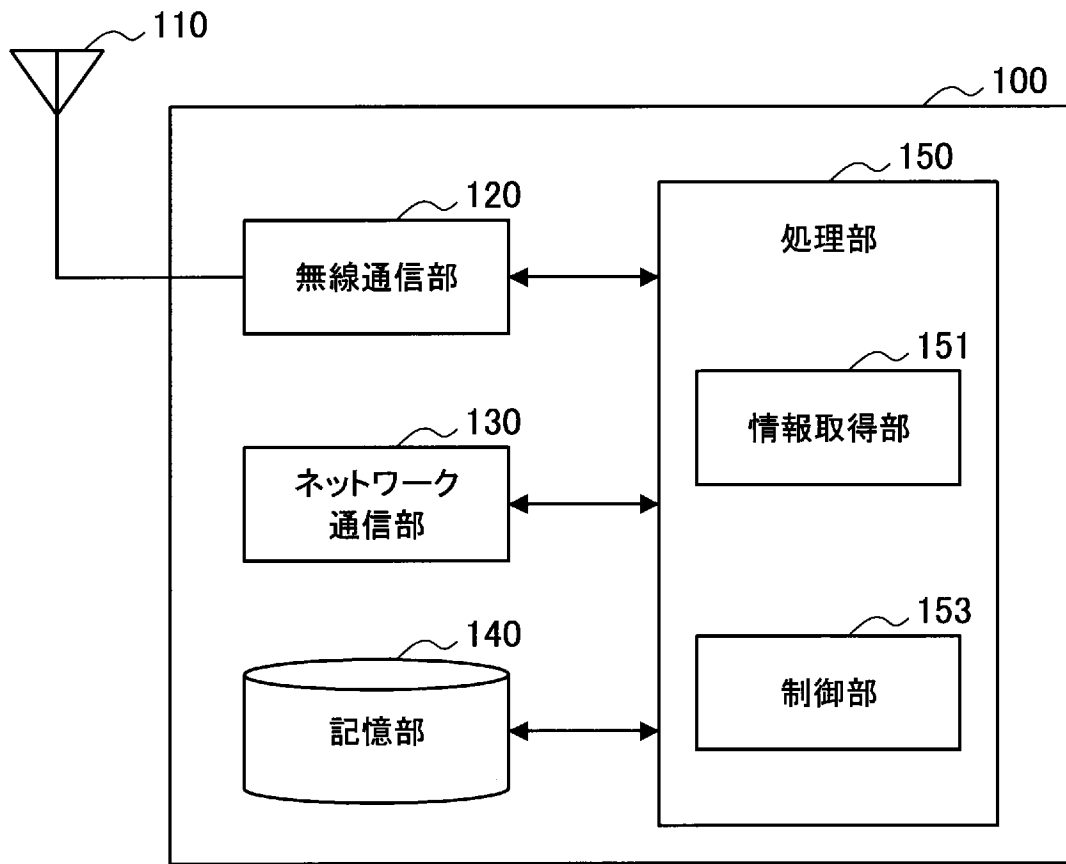 110
100
150
処理部
120
無線通信部
151
情報取得部
130
ネットワーク
通信部
153
制御部
140
記憶部